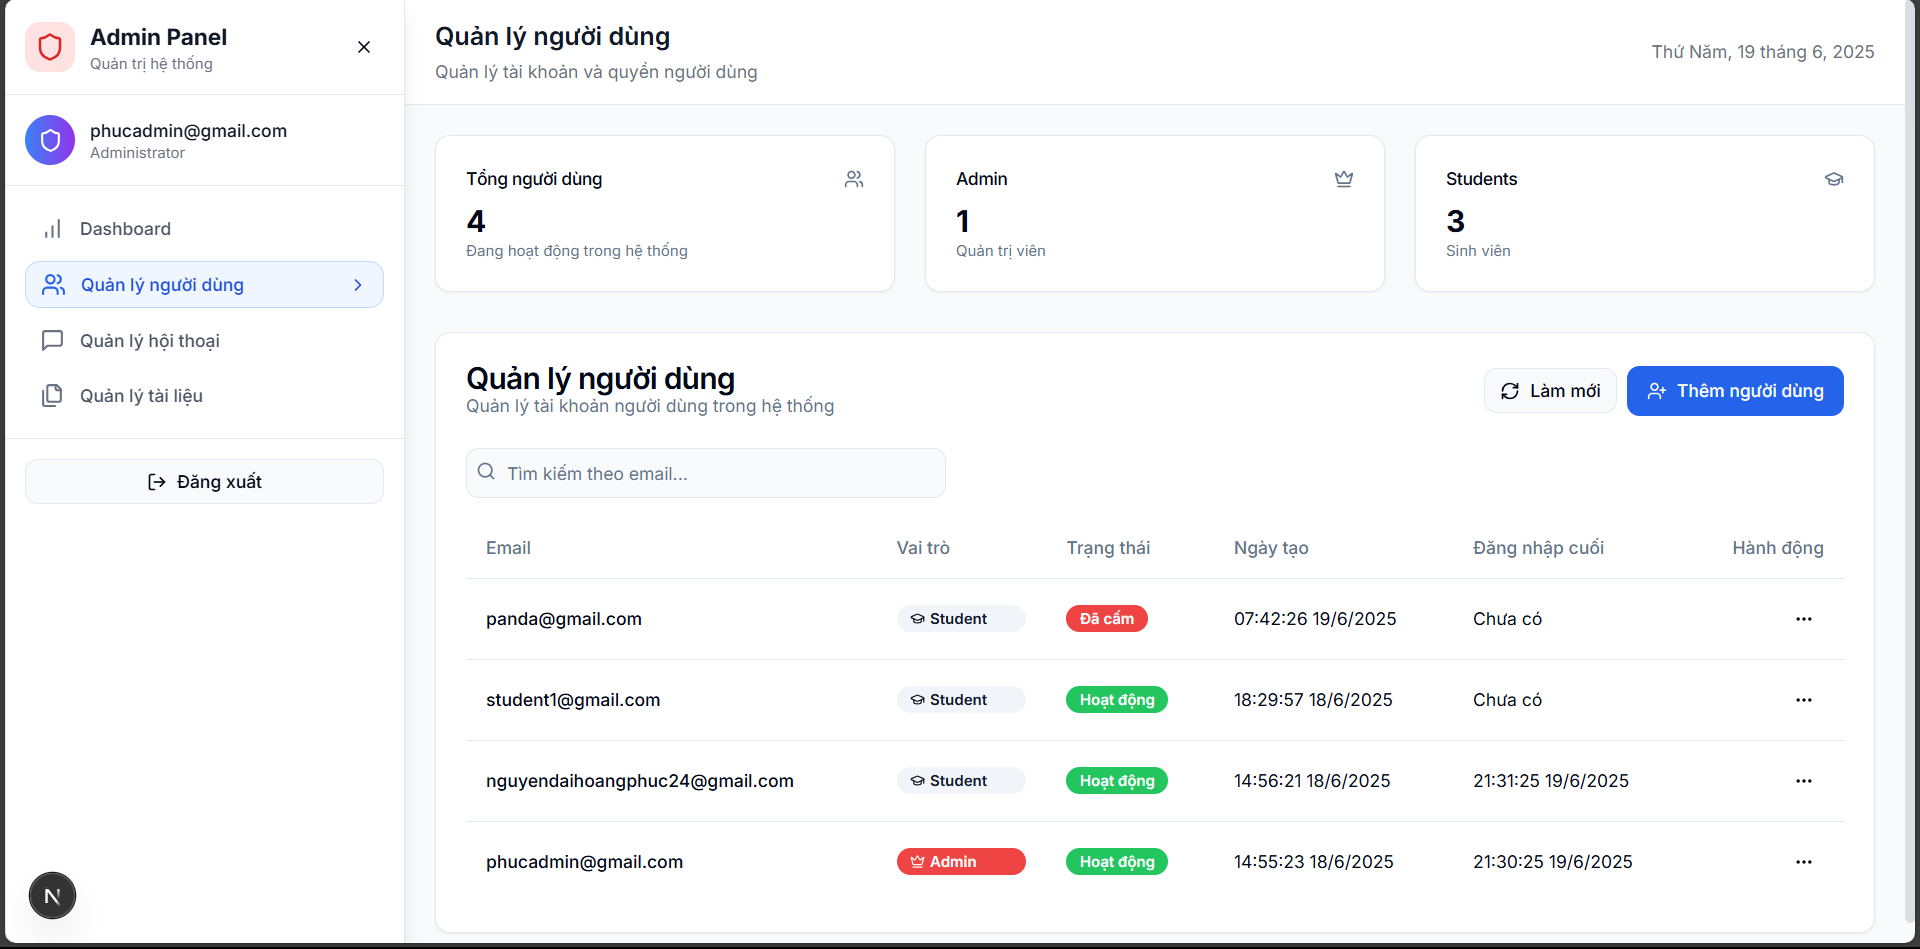 Admin Panel
Quản trị hệ thống
phucadmin@gmail.com
Administrator
Dashboard
Quản lý người dùng
Quản lý hội thoại
Quản lý tài liệu
Đăng xuất
N
Quản lý người dùng
Quản lý tài khoản và quyền người dùng
Thứ Năm, 19 tháng 6, 2025
Tổng người dùng
4
Đang hoạt động trong hệ thống
Admin
1
Quản trị viên
Students
3
Sinh viên
Quản lý người dùng
Quản lý tài khoản người dùng trong hệ thống
Làm mới
Thêm người dùng
Tìm kiếm theo email...
Email Vai trò Trạng thái Ngày tạo Đăng nhập cuối Hành động
panda@gmail.com Student Đã cấm 07:42:26 19/6/2025 Chưa có
student1@gmail.com Student Hoạt động 18:29:57 18/6/2025 Chưa có
nguyendaihoangphuc24@gmail.com Student Hoạt động 14:56:21 18/6/2025 21:31:25 19/6/2025
phucadmin@gmail.com Admin Hoạt động 14:55:23 18/6/2025 21:30:25 19/6/2025